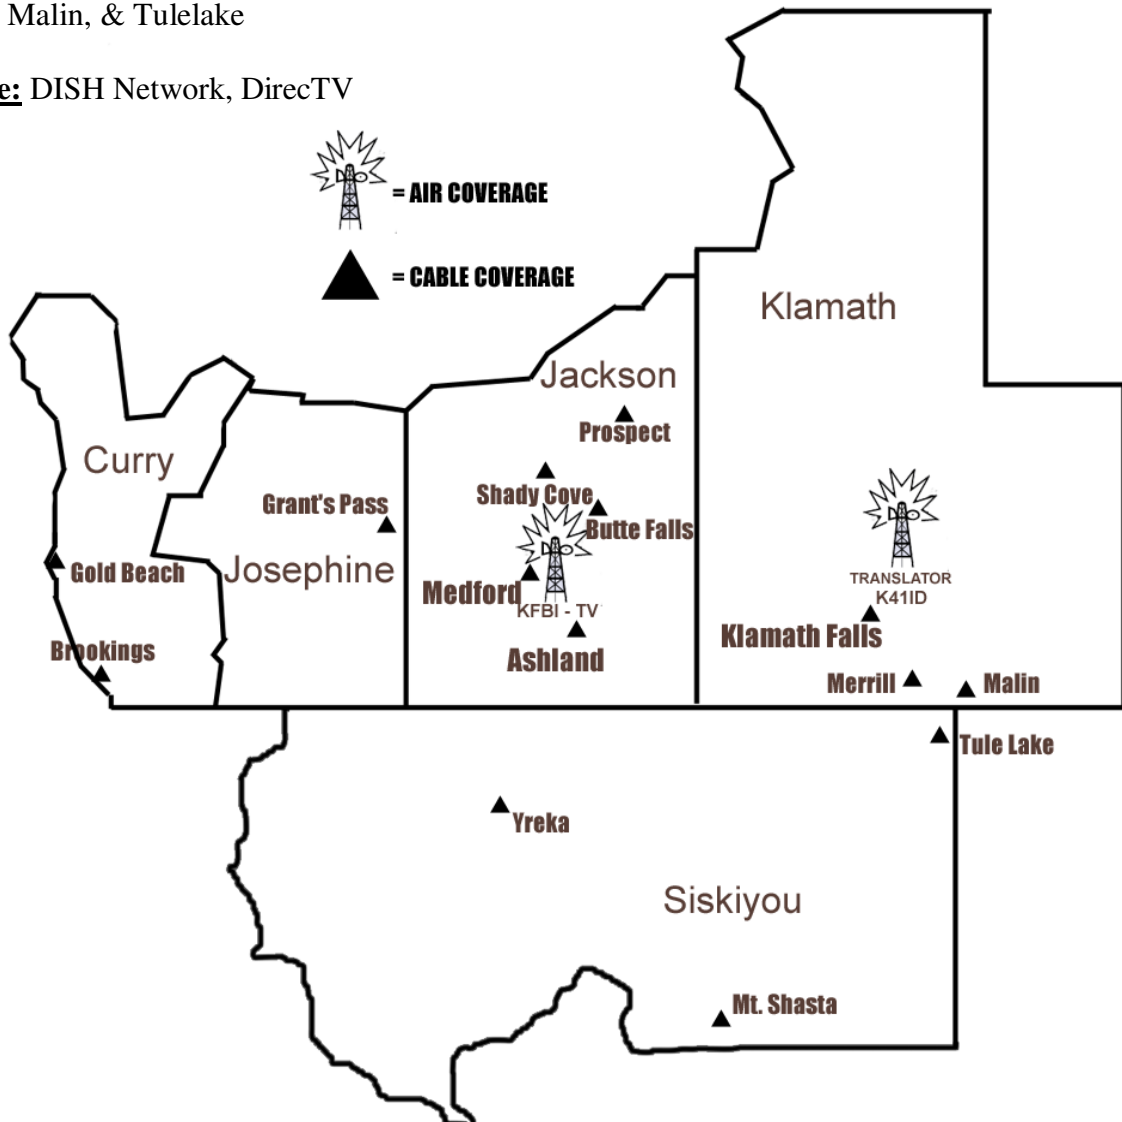 Malin, & Tulelake
e: DISH Network, DirecTV
= AIR COVERAGE
= CABLE COVERAGE
Klamath
Jackson
Prospect
Curry
Shady Cove
Grant's Pass
Butte Falls
Gold Beach
Josephine
TRANSLATOR
K41ID
Medford
KFBI - TV
Klamath Falls
Brookings
Ashland
Merrill
Malin
Tule Lake
Yreka
Siskiyou
Mt. Shasta